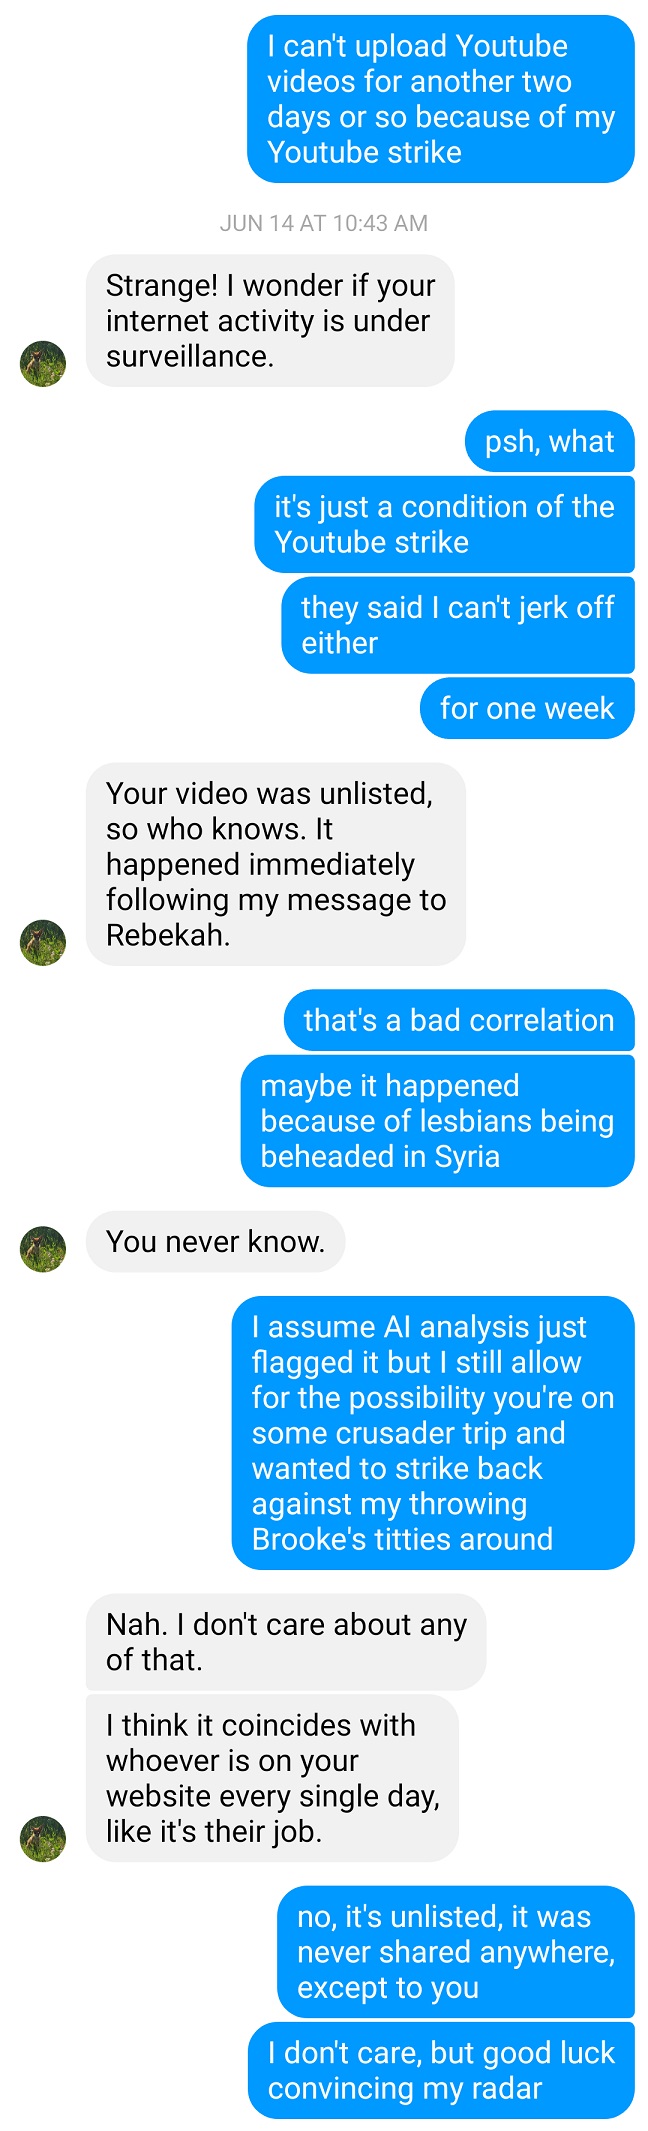 I can't upload Youtube
videos for another two
days or so because of my
Youtube strike
JUN 14 AT 10:43 AM
Strange! I wonder if your
internet activity is under
surveillance.
psh, what
it's just a condition of the
Youtube strike
they said I can't jerk off
either
for one week
Your video was unlisted,
so who knows. It
happened immediately
following my message to
Rebekah.
that's a bad correlation
maybe it happened
because of lesbians being
beheaded in Syria
You never know.
I assume AI analysis just
flagged it but I still allow
for the possibility you're on
some crusader trip and
wanted to strike back
against my throwing
Brooke's titties around
Nah. I don't care about any
of that.
I think it coincides with
whoever is on your
website every single day,
like it's their job.
no, it's unlisted, it was
never shared anywhere,
except to you
I don't care, but good luck
convincing my radar